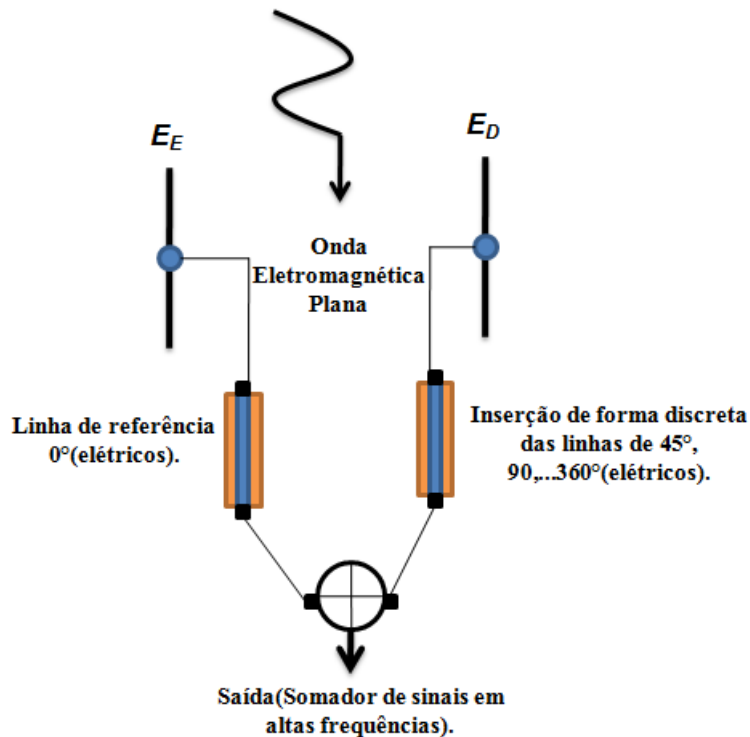 E_E
E_D
Onda
Eletromagnética
Plana
Linha de referência
0°(elétricos).
Inserção de forma discreta
das linhas de 45°,
90,...360°(elétricos).
Saída(Somador de sinais em
altas frequências).